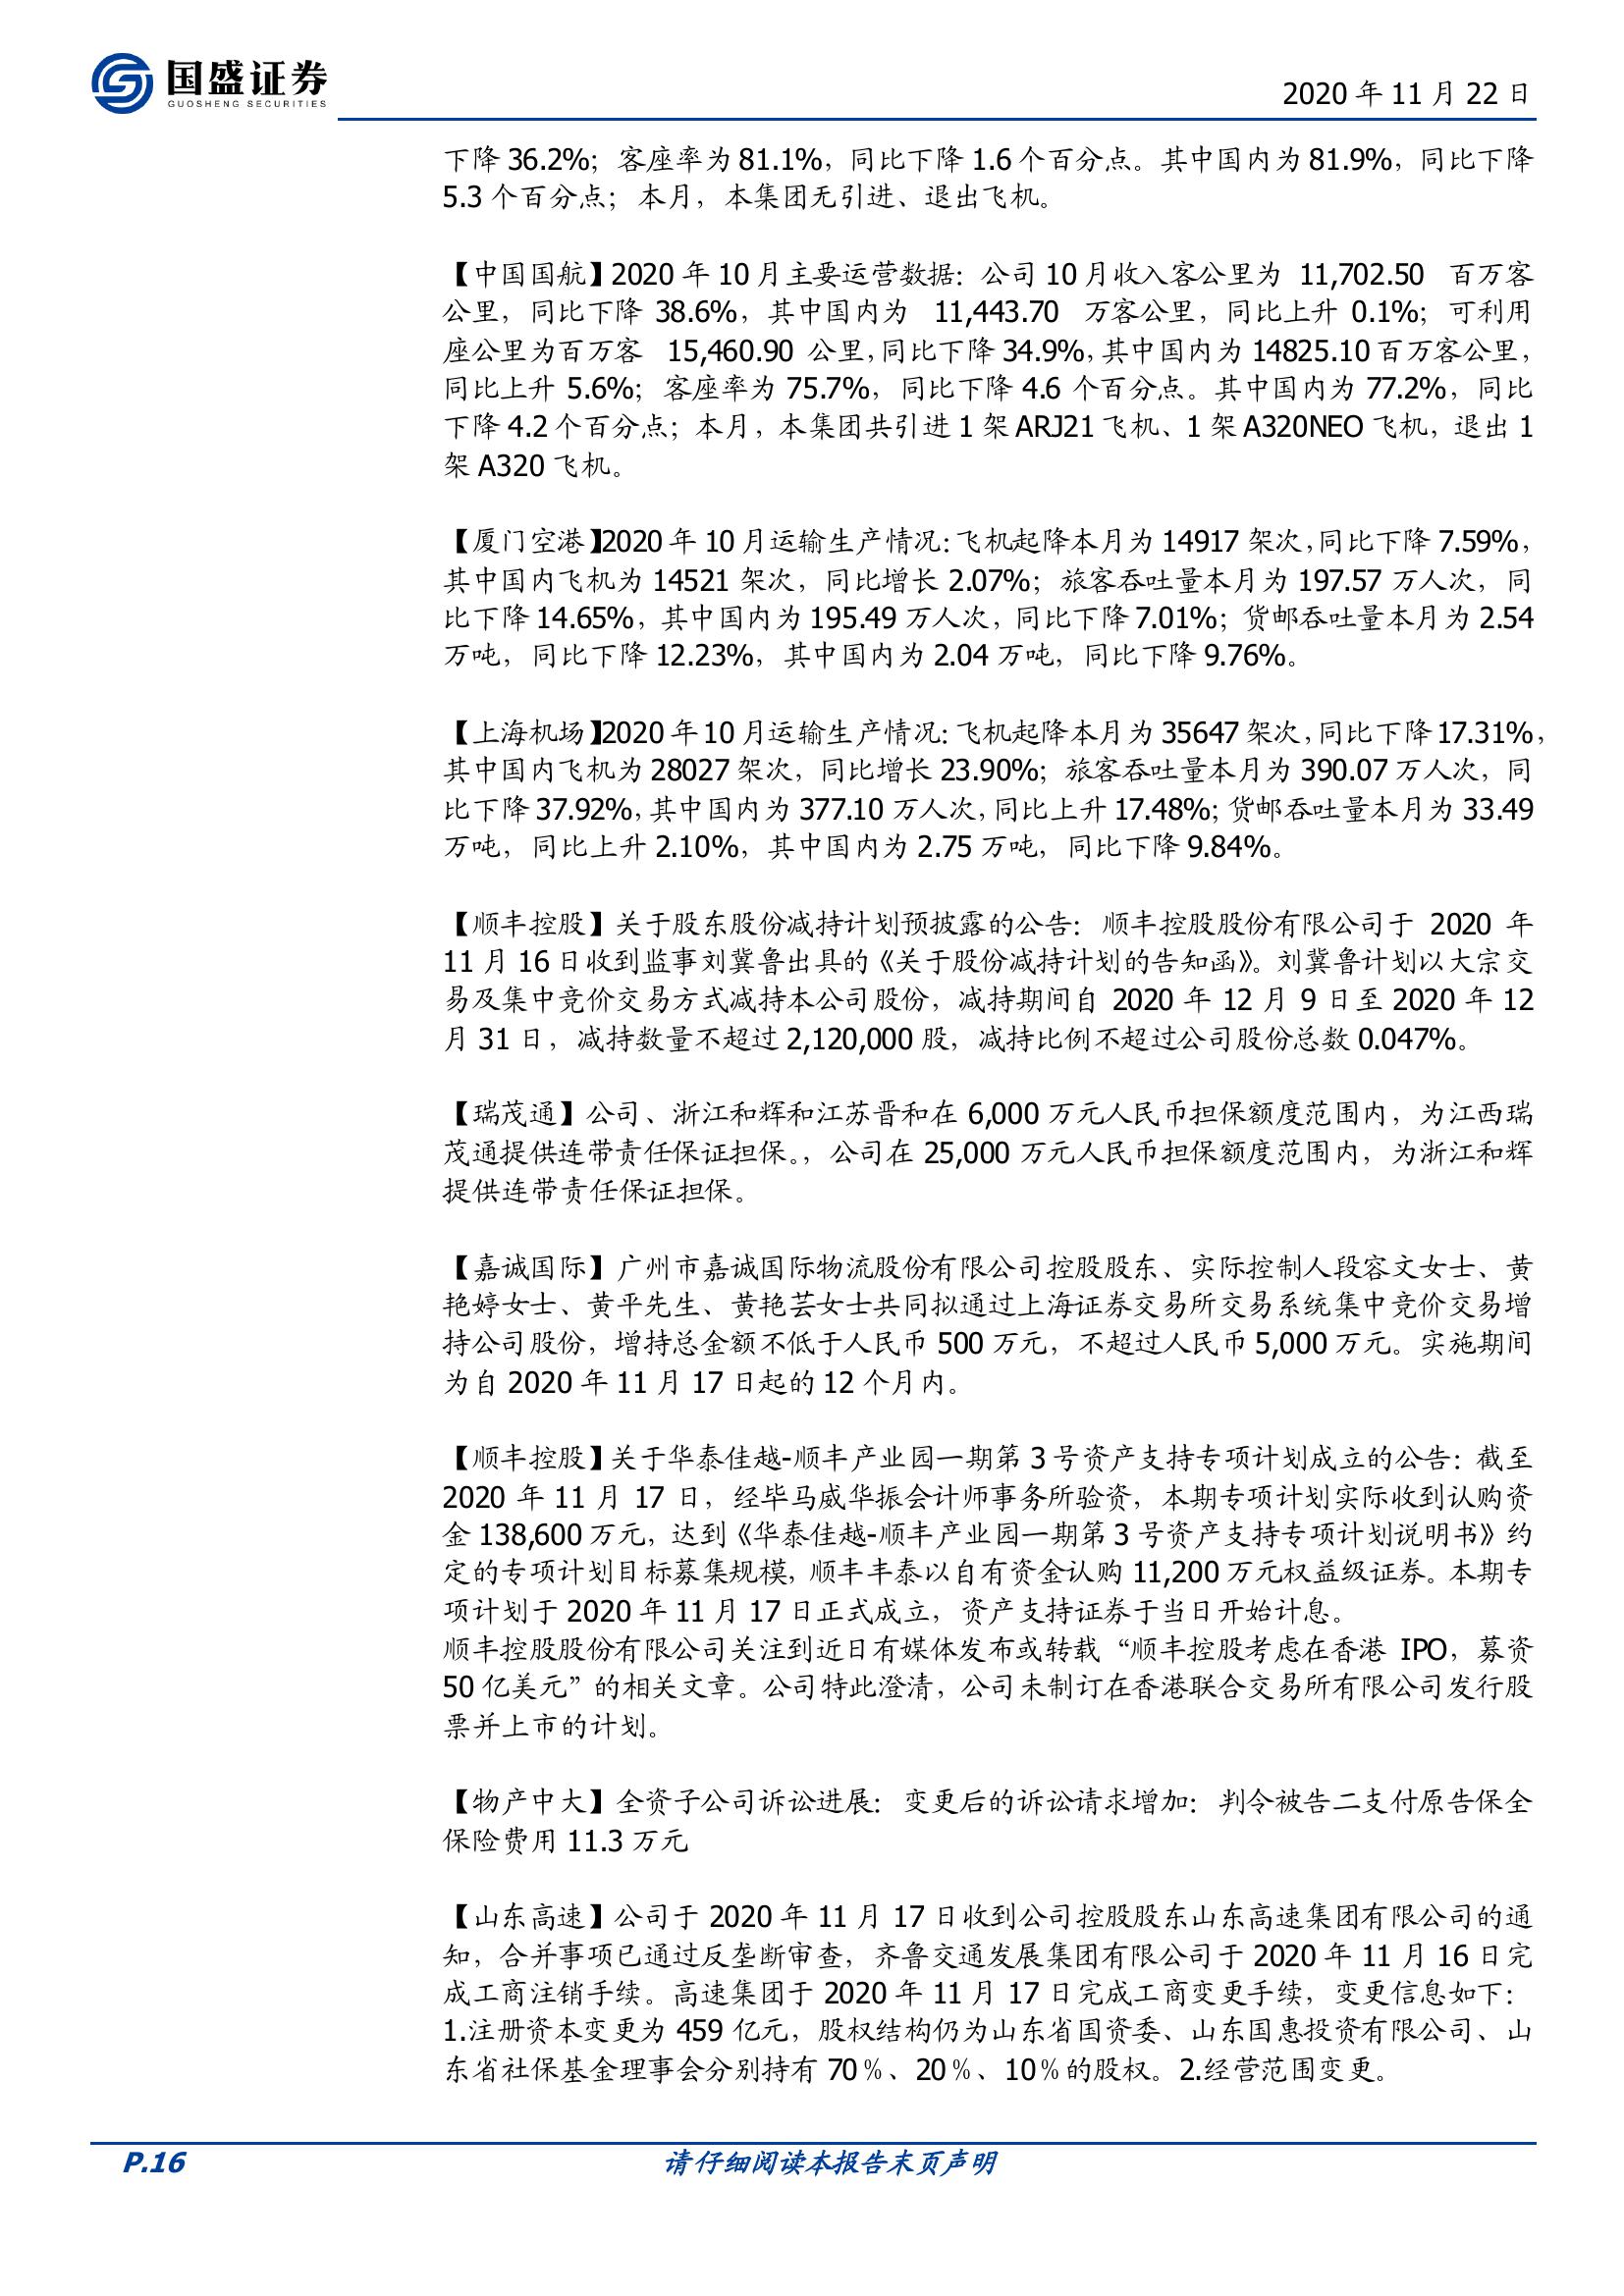 国盛证券
GUOSHENG SECURITIES
2020 年 11 月 22 日
下降 36.2%；客座率为 81.1%，同比下降 1.6 个百分点。其中国内为 81.9%，同比下降
5.3 个百分点；本月，本集团无引进、退出飞机。
【中国国航】2020 年 10 月主要运营数据：公司 10 月收入客公里为 11,702.50 百万客
公里，同比下降 38.6%，其中国内为 11,443.70 万客公里，同比上升 0.1%；可利用
座公里为百万客 15,460.90 公里，同比下降 34.9%，其中国内为 14825.10 百万客公里，
同比上升 5.6%；客座率为 75.7%，同比下降 4.6 个百分点。其中国内为 77.2%，同比
下降 4.2 个百分点；本月，本集团共引进 1 架 ARJ21 飞机、1 架 A320NEO 飞机，退出 1
架 A320 飞机。
【厦门空港】2020 年 10 月运输生产情况：飞机起降本月为 14917 架次，同比下降 7.59%，
其中国内飞机为 14521 架次，同比增长 2.07%；旅客吞吐量本月为 197.57 万人次，同
比下降 14.65%，其中国内为 195.49 万人次，同比下降 7.01%；货邮吞吐量本月为 2.54
万吨，同比下降 12.23%，其中国内为 2.04 万吨，同比下降 9.76%。
【上海机场】2020 年 10 月运输生产情况：飞机起降本月为 35647 架次，同比下降 17.31%，
其中国内飞机为 28027 架次，同比增长 23.90%；旅客吞吐量本月为 390.07 万人次，同
比下降 37.92%，其中国内为 377.10 万人次，同比上升 17.48%；货邮吞吐量本月为 33.49
万吨，同比上升 2.10%，其中国内为 2.75 万吨，同比下降 9.84%。
【顺丰控股】关于股东股份减持计划预披露的公告：顺丰控股股份有限公司于 2020 年
11 月 16 日收到监事刘冀鲁出具的《关于股份减持计划的告知函》。刘冀鲁计划以大宗交
易及集中竞价交易方式减持本公司股份，减持期间自 2020 年 12 月 9 日至 2020 年 12
月 31 日，减持数量不超过 2,120,000 股，减持比例不超过公司股份总数 0.047%。
【瑞茂通】公司、浙江和辉和江苏晋和在 6,000 万元人民币担保额度范围内，为江西瑞
茂通提供连带责任保证担保。，公司在 25,000 万元人民币担保额度范围内，为浙江和辉
提供连带责任保证担保。
【嘉诚国际】广州市嘉诚国际物流股份有限公司控股股东、实际控制人段容文女士、黄
艳婷女士、黄平先生、黄艳芸女士共同拟通过上海证券交易所交易系统集中竞价交易增
持公司股份，增持总金额不低于人民币 500 万元，不超过人民币 5,000 万元。实施期间
为自 2020 年 11 月 17 日起的 12 个月内。
【顺丰控股】关于华泰佳越-顺丰产业园一期第 3 号资产支持专项计划成立的公告：截至
2020 年 11 月 17 日，经毕马威华振会计师事务所验资，本期专项计划实际收到认购资
金 138,600 万元，达到《华泰佳越-顺丰产业园一期第 3 号资产支持专项计划说明书》约
定的专项计划目标募集规模，顺丰丰泰以自有资金认购 11,200 万元权益级证券。本期专
项计划于 2020 年 11 月 17 日正式成立，资产支持证券于当日开始计息。
顺丰控股股份有限公司关注到近日有媒体发布或转载“顺丰控股考虑在香港 IPO，募资
50 亿美元”的相关文章。公司特此澄清，公司未制订在香港联合交易所有限公司发行股
票并上市的计划。
【物产中大】全资子公司诉讼进展：变更后的诉讼请求增加：判令被告二支付原告保全
保险费用 11.3 万元
【山东高速】公司于 2020 年 11 月 17 日收到公司控股股东山东高速集团有限公司的通
知，合并事项已通过反垄断审查，齐鲁交通发展集团有限公司于 2020 年 11 月 16 日完
成工商注销手续。高速集团于 2020 年 11 月 17 日完成工商变更手续，变更信息如下：
1.注册资本变更为 459 亿元，股权结构仍为山东省国资委、山东国惠投资有限公司、山
东省社保基金理事会分别持有 70％、20％、10％的股权。2.经营范围变更。
P.16
请仔细阅读本报告末页声明